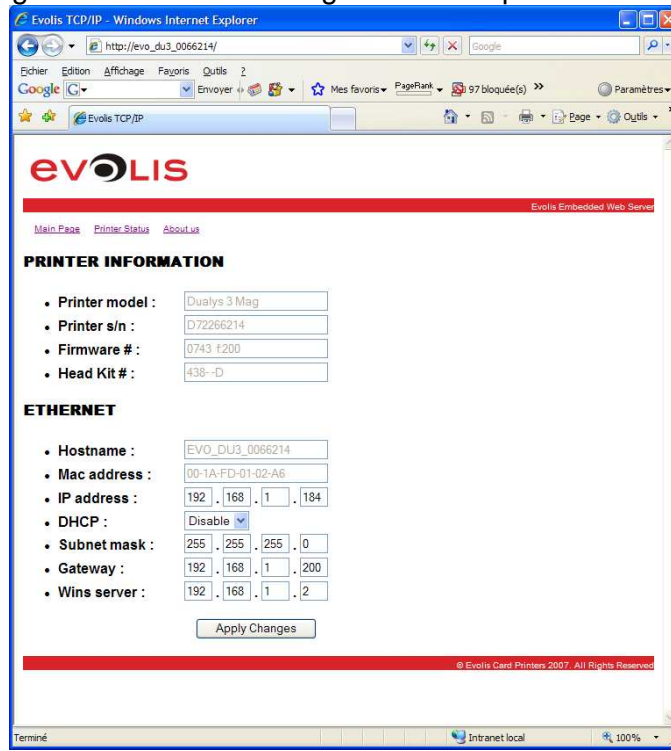 Evolis TCP/IP - Windows Internet Explorer
http://evo_du3_0066214/
Google
Fichier Edition Affichage Favoris Outils ?
Google G Envoyer Mes favoris PageRank 97 bloquée(s) » Paramètres
Evolis TCP/IP Page Outils
evolis
Evolis Embedded Web Server
Main Page Printer Status About us
PRINTER INFORMATION
• Printer model : Dualys 3 Mag
• Printer s/n : D72266214
• Firmware # : 0743 f:200
• Head Kit # : 438--D
ETHERNET
• Hostname : EVO_DU3_0066214
• Mac address : 00-1A-FD-01-02-A6
• IP address : 192 . 168 . 1 . 184
• DHCP : Disable
• Subnet mask : 255 . 255 . 255 . 0
• Gateway : 192 . 168 . 1 . 200
• Wins server : 192 . 168 . 1 . 2
Apply Changes
© Evolis Card Printers 2007. All Rights Reserved
Terminé Intranet local 100%